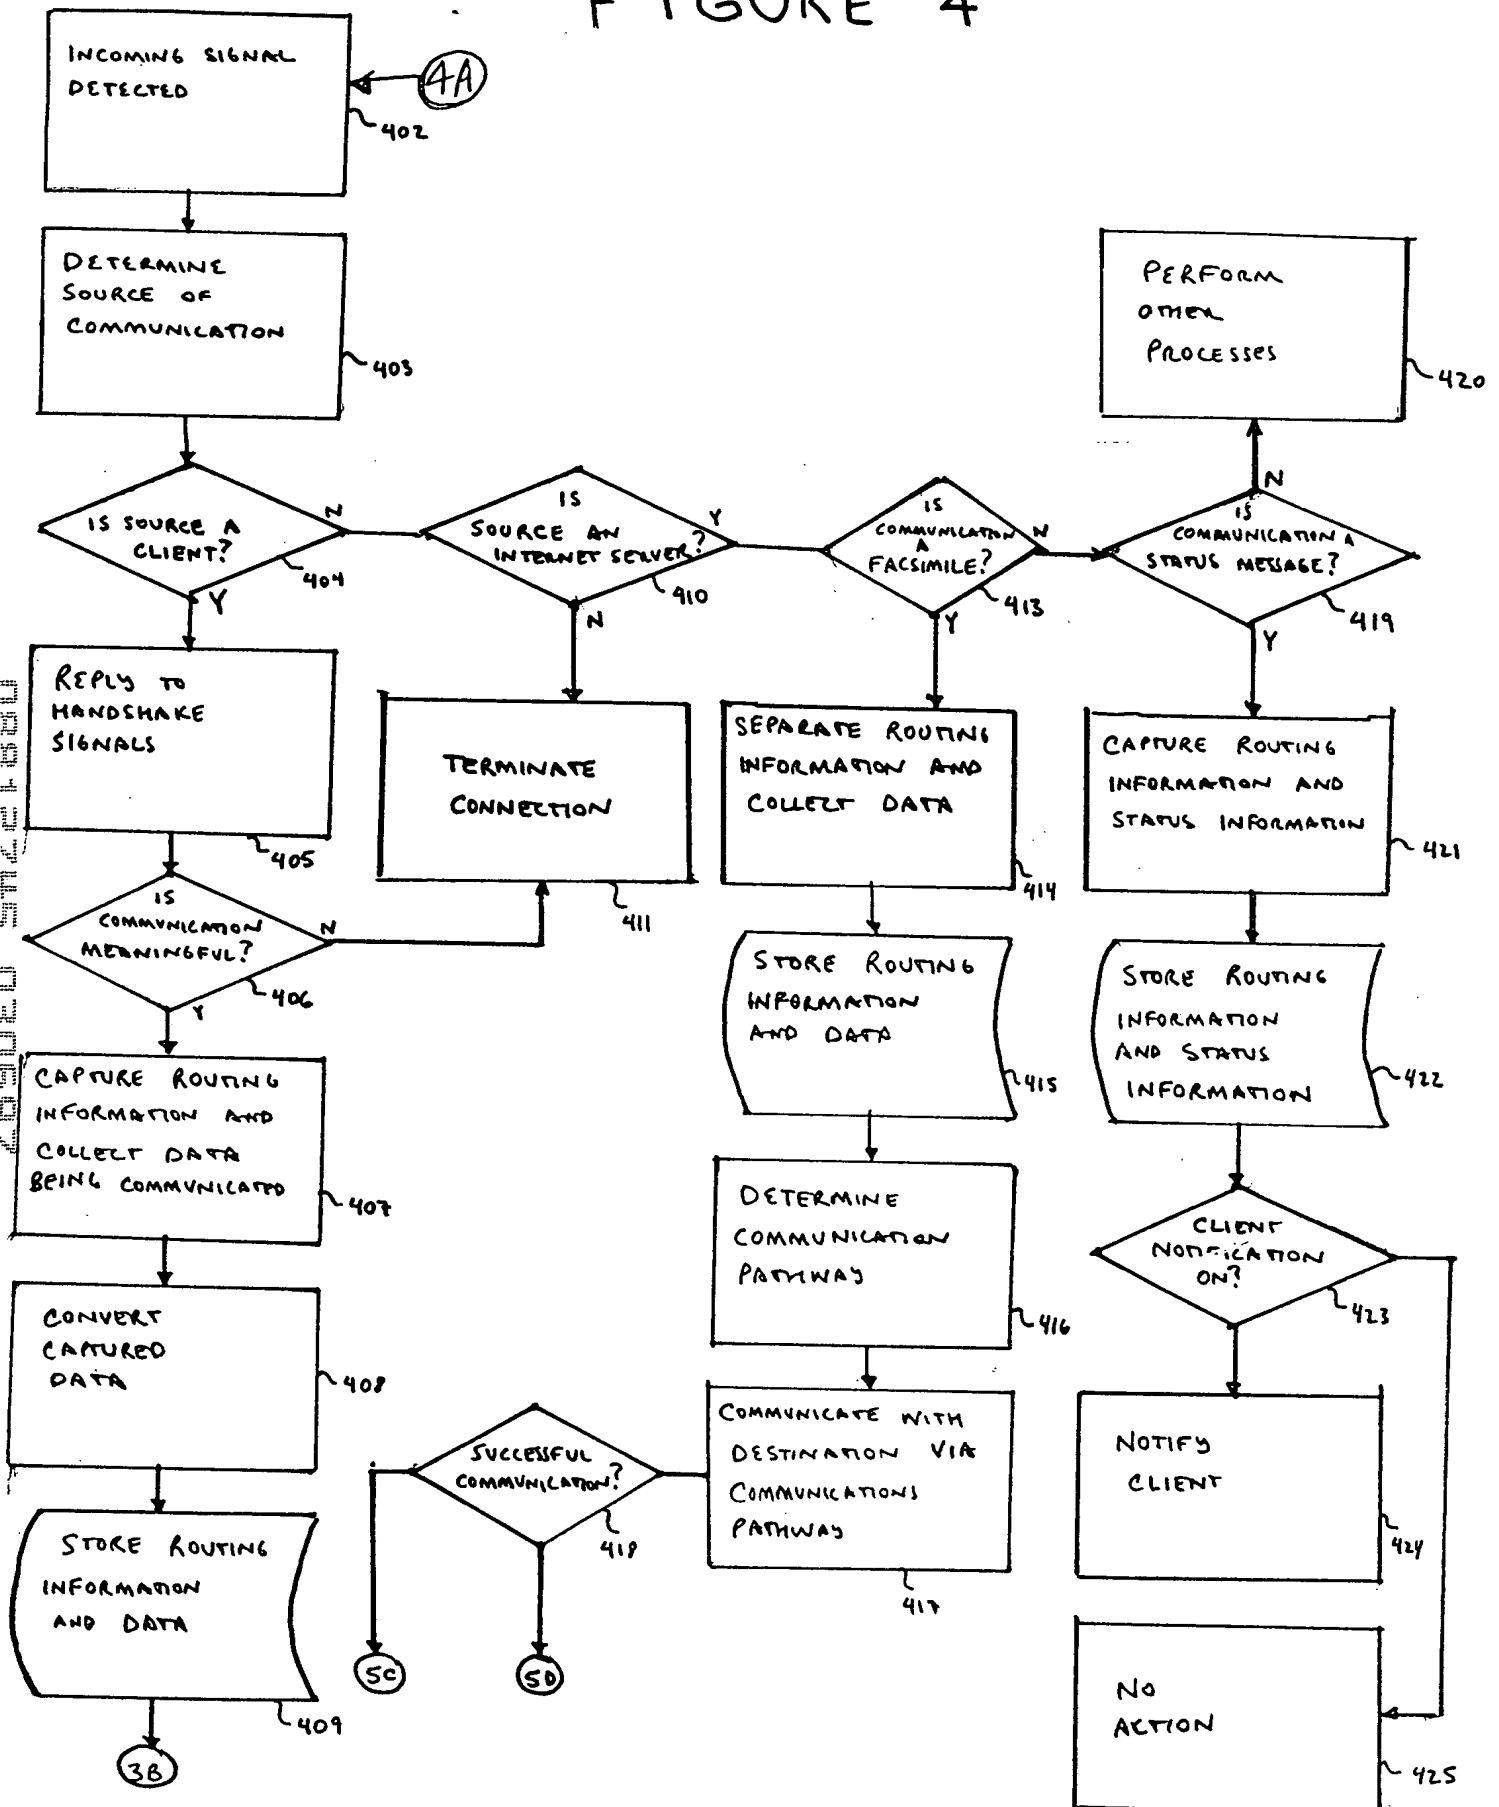 FIGURE 4
INCOMING SIGNAL
DETECTED
4A
402
DETERMINE
SOURCE OF
COMMUNICATION
403
IS SOURCE A
CLIENT?
N
404
Y
REPLY TO
HANDSHAKE
SIGNALS
405
IS
COMMUNICATION
MEANINGFUL?
N
406
Y
CAPTURE ROUTING
INFORMATION AND
COLLECT DATA
BEING COMMUNICATED
407
CONVERT
CAPTURED
DATA
408
STORE ROUTING
INFORMATION
AND DATA
409
3B
IS
SOURCE AN
INTERNET SERVER?
Y
410
N
TERMINATE
CONNECTION
411
IS
COMMUNICATION
A
FACSIMILE?
N
413
Y
SEPARATE ROUTING
INFORMATION AND
COLLECT DATA
414
STORE ROUTING
INFORMATION
AND DATA
415
DETERMINE
COMMUNICATION
PATHWAY
416
COMMUNICATE WITH
DESTINATION VIA
COMMUNICATIONS
PATHWAY
417
SUCCESSFUL
COMMUNICATION?
418
5C
5D
PERFORM
OTHER
PROCESSES
420
N
IS
COMMUNICATION A
STATUS MESSAGE?
419
Y
CAPTURE ROUTING
INFORMATION AND
STATUS INFORMATION
421
STORE ROUTING
INFORMATION
AND STATUS
INFORMATION
422
CLIENT
NOTIFICATION
ON?
423
NOTIFY
CLIENT
424
NO
ACTION
425